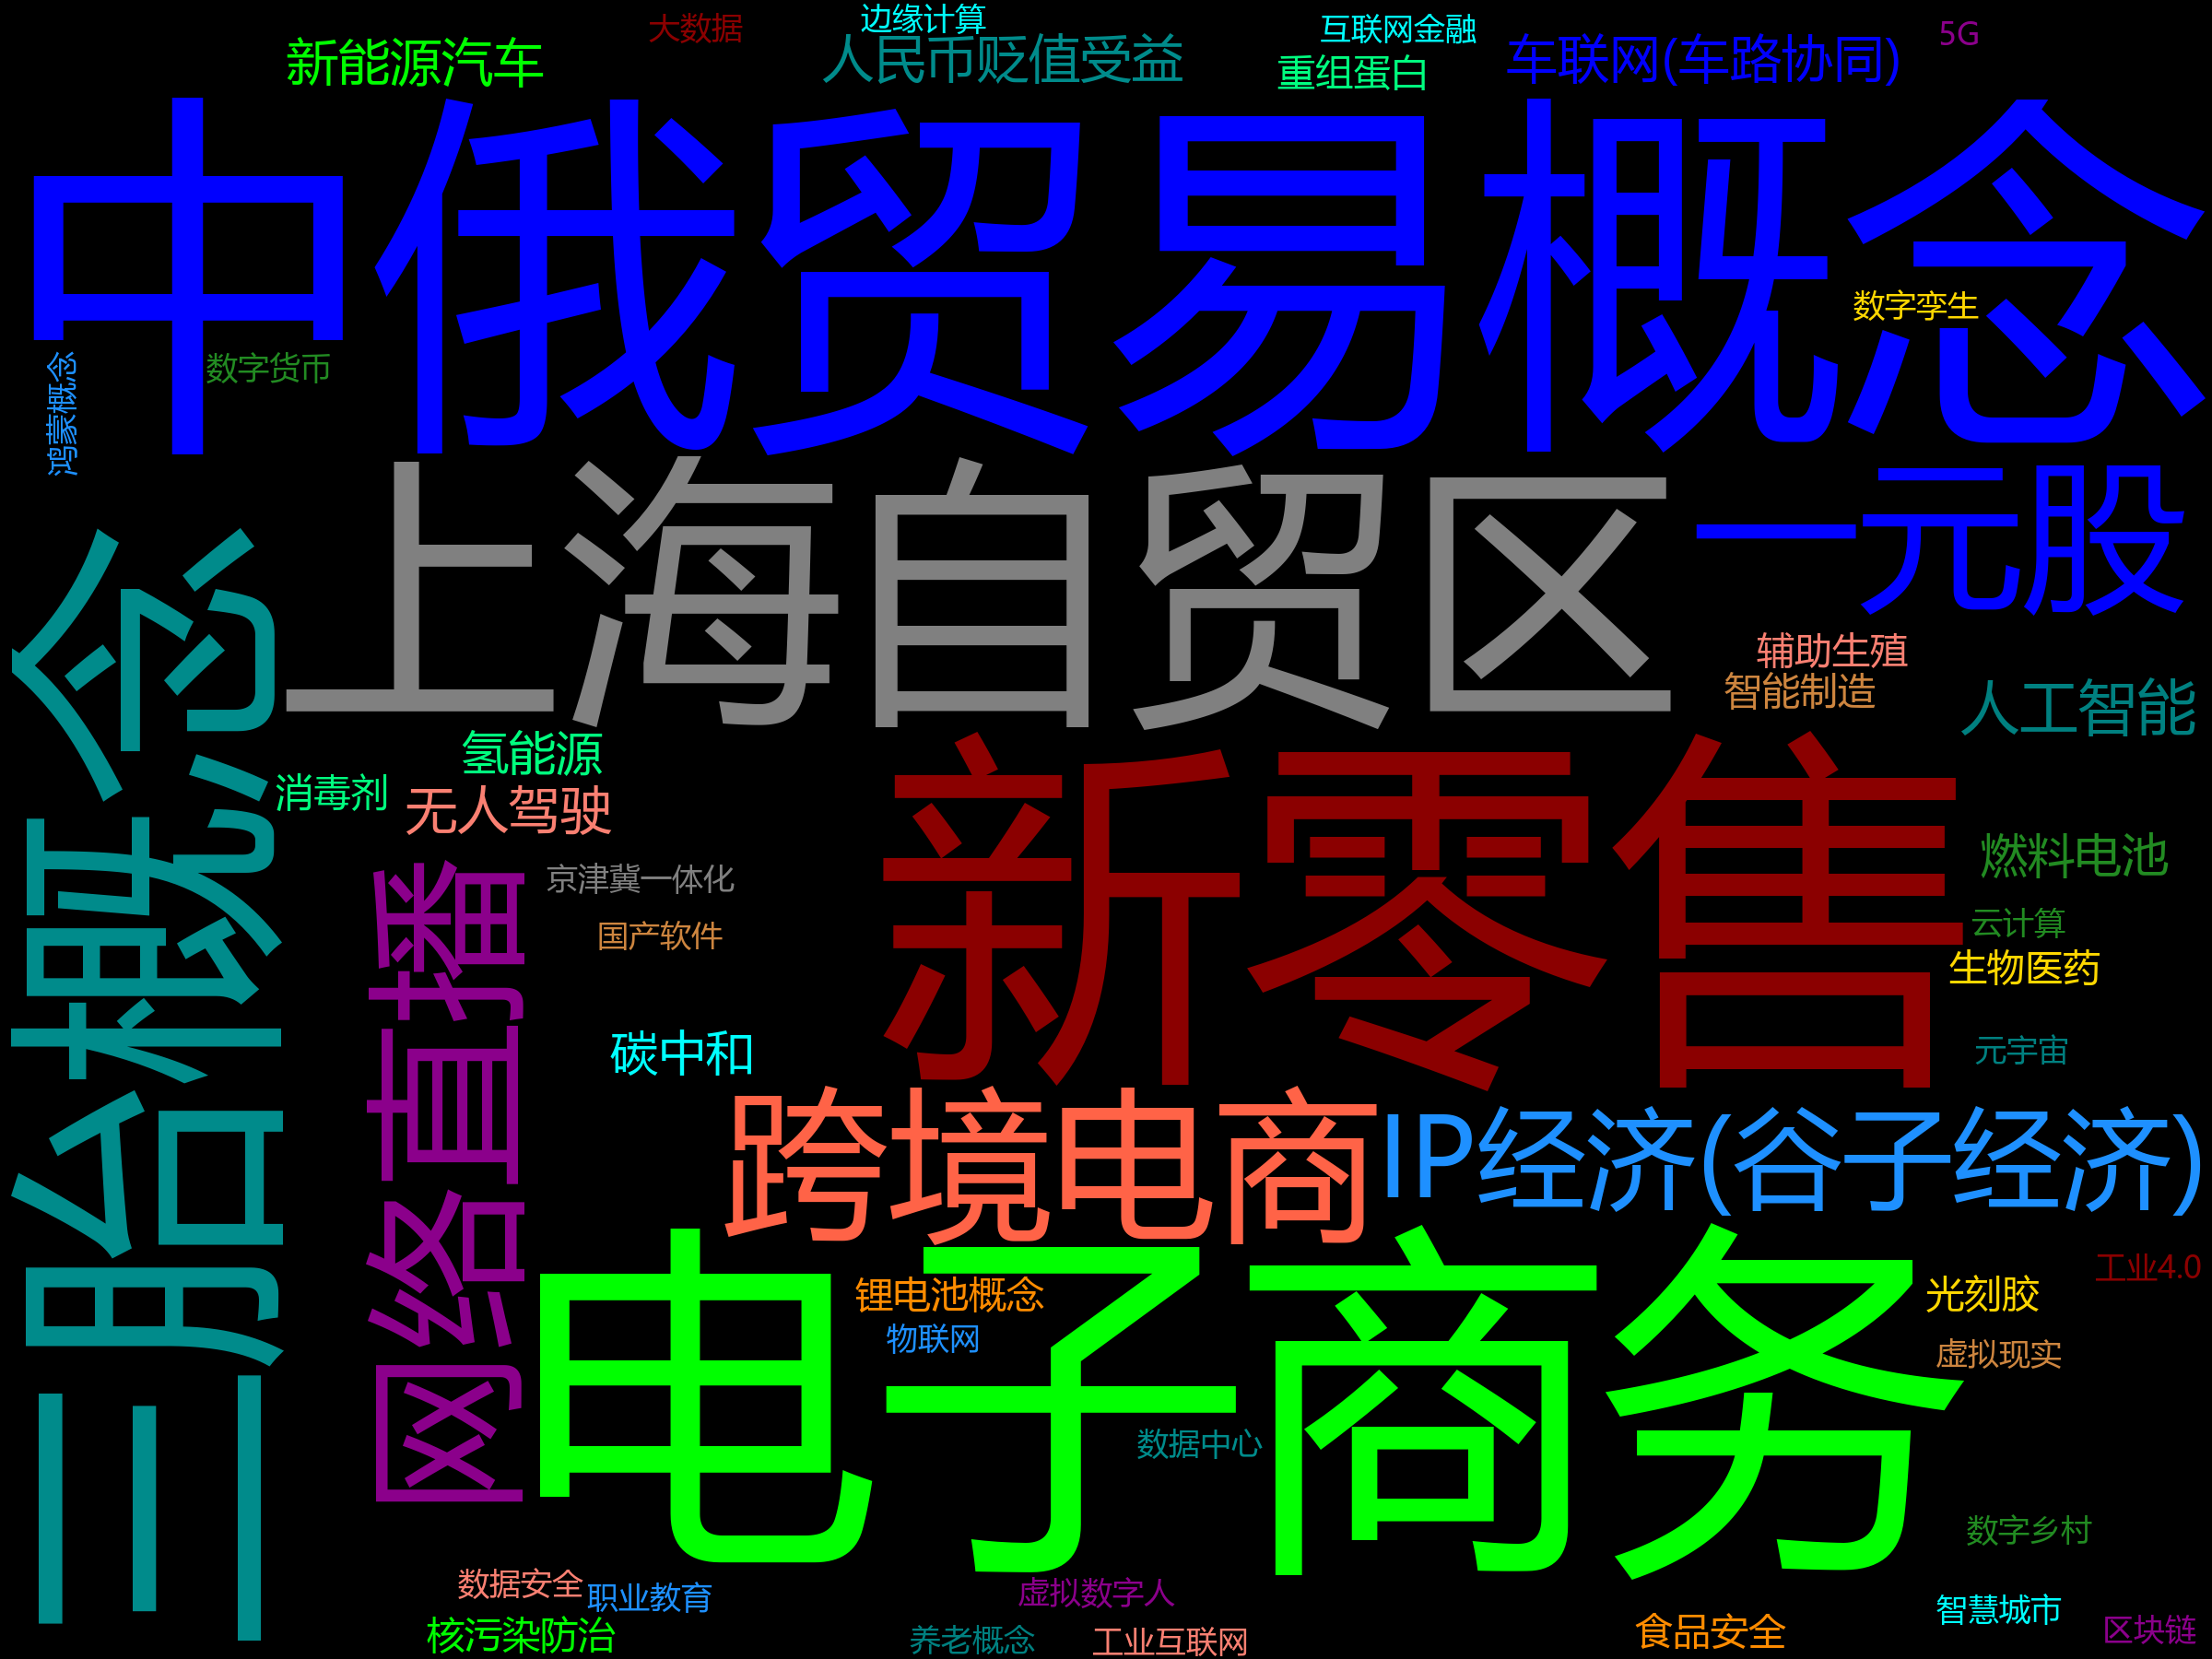 大数据
边缘计算
互联网金融
5G
新能源汽车
人民币贬值受益
重组蛋白
车联网(车路协同)
中俄贸易概念
数字孪生
鸿蒙概念
数字货币
上海自贸区
一元股
辅助生殖
智能制造
人工智能
三胎概念
氢能源
消毒剂
无人驾驶
新零售
网络直播
京津冀一体化
国产软件
燃料电池
云计算
生物医药
碳中和
元宇宙
跨境电商
IP经济(谷子经济)
电子商务
锂电池概念
物联网
工业4.0
光刻胶
虚拟现实
数据中心
数字乡村
数据安全
职业教育
虚拟数字人
智慧城市
核污染防治
养老概念
工业互联网
食品安全
区块链